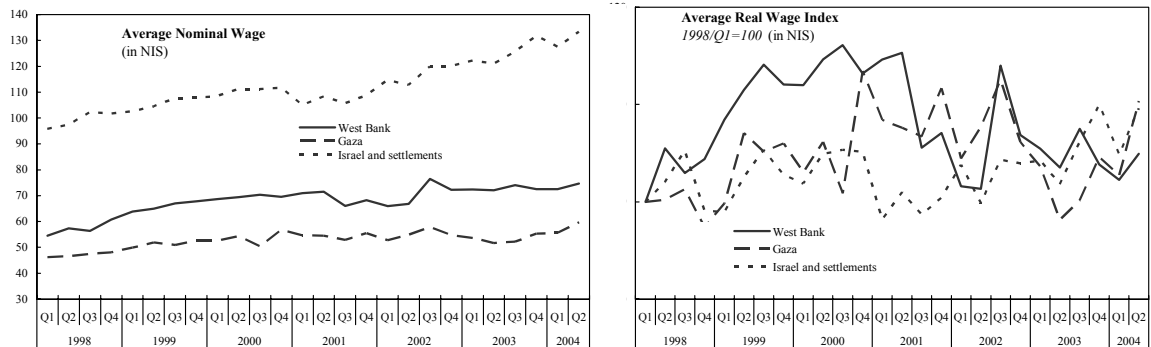 Average Nominal Wage
(in NIS)
140
130
120
110
100
90
80
70
60
50
40
30
West Bank
Gaza
Israel and settlements
Q1 Q2 Q3 Q4 Q1 Q2 Q3 Q4 Q1 Q2 Q3 Q4 Q1 Q2 Q3 Q4 Q1 Q2 Q3 Q4 Q1 Q2 Q3 Q4 Q1 Q2
1998 1999 2000 2001 2002 2003 2004
Average Real Wage Index
1998/Q1=100 (in NIS)
West Bank
Gaza
Israel and settlements
Q1 Q2 Q3 Q4 Q1 Q2 Q3 Q4 Q1 Q2 Q3 Q4 Q1 Q2 Q3 Q4 Q1 Q2 Q3 Q4 Q1 Q2 Q3 Q4 Q1 Q2
1998 1999 2000 2001 2002 2003 2004